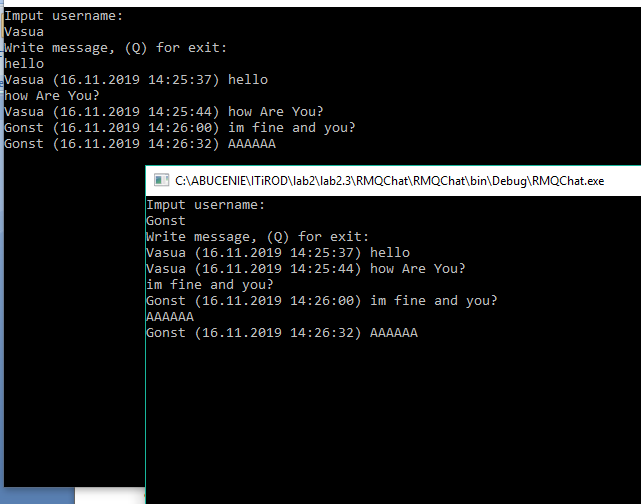 Imput username:
Vasua
Write message, (Q) for exit:
hello
Vasua (16.11.2019 14:25:37) hello
how Are You?
Vasua (16.11.2019 14:25:44) how Are You?
Gonst (16.11.2019 14:26:00) im fine and you?
Gonst (16.11.2019 14:26:32) AAAAAA
C:\ABUCENIE\ITiROD\lab2\lab2.3\RMQChat\RMQChat\bin\Debug\RMQChat.exe
Imput username:
Gonst
Write message, (Q) for exit:
Vasua (16.11.2019 14:25:37) hello
Vasua (16.11.2019 14:25:44) how Are You?
im fine and you?
Gonst (16.11.2019 14:26:00) im fine and you?
AAAAAA
Gonst (16.11.2019 14:26:32) AAAAAA